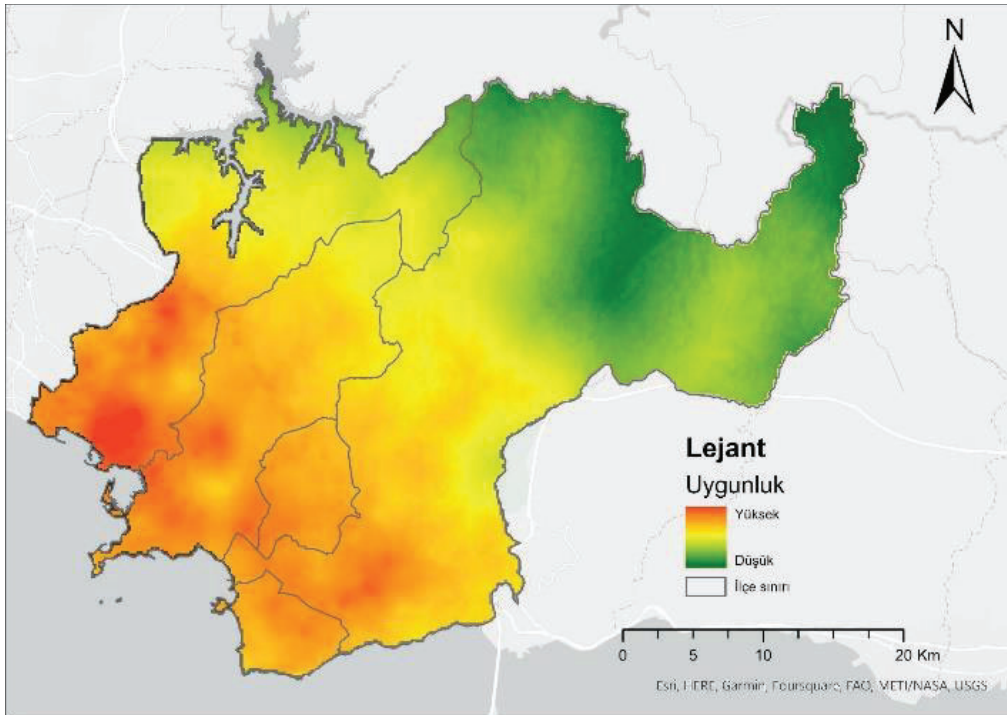 N
Lejant
Uygunluk
Yüksek
Düşük
İlçe sınırı
0 5 10 20 Km
Esri, HERE, Garmin, Foursquare, FAO, METI/NASA, USGS